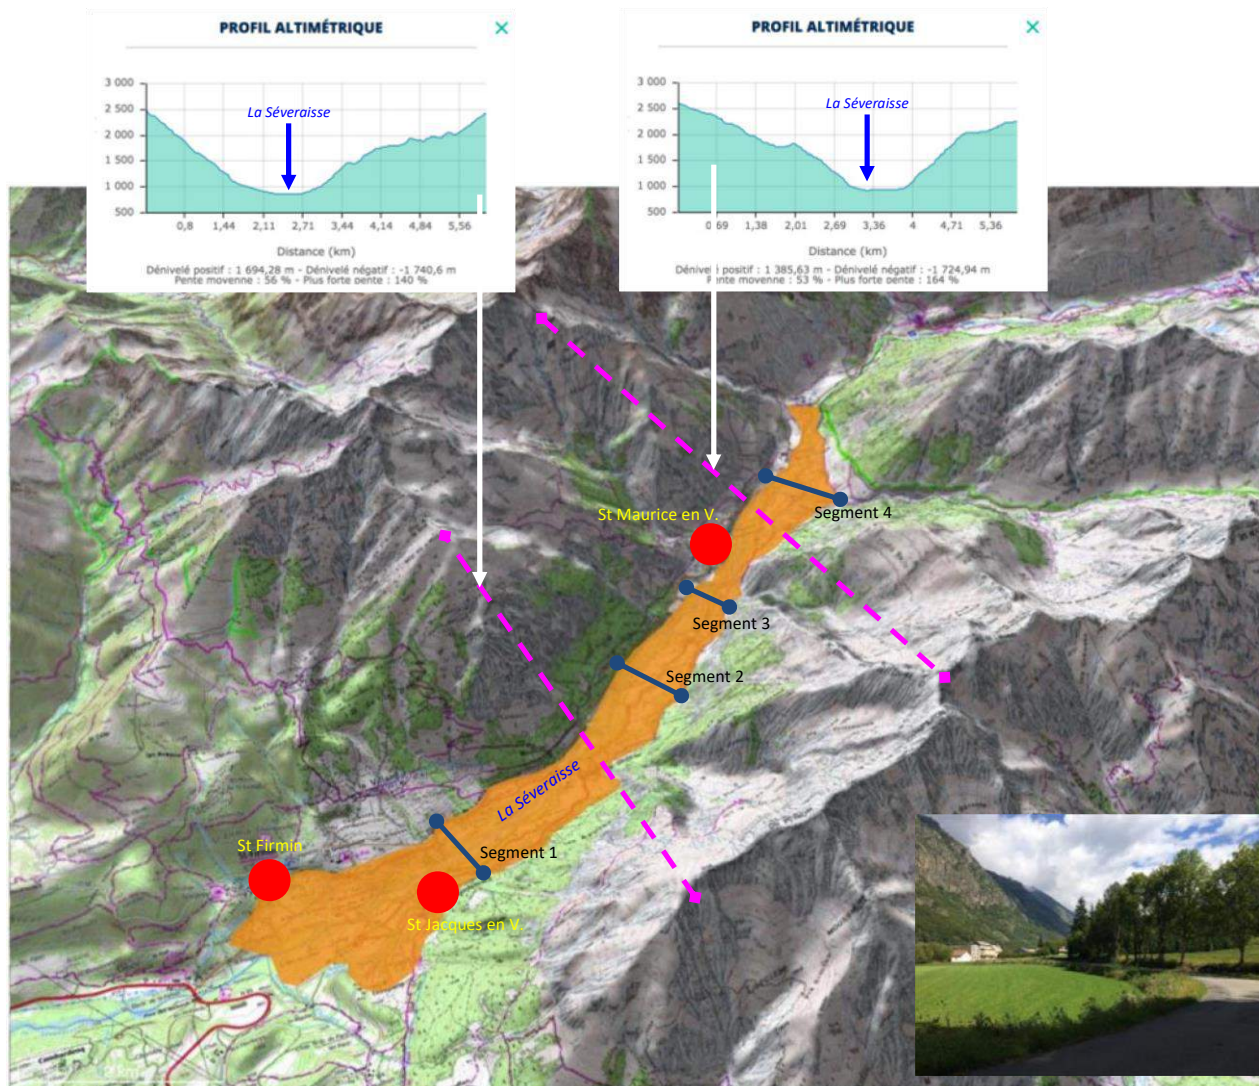 PROFIL ALTIMÉTRIQUE
×
3 000
2 500
2 000
1 500
1 000
500
La Séveraisse
0,8 1,44 2,11 2,71 3,44 4,14 4,84 5,56
Distance (km)
Dénivelé positif : 1 694,28 m - Dénivelé négatif : -1 740,6 m
Pente moyenne : 56 % - Plus forte pente : 140 %
PROFIL ALTIMÉTRIQUE
×
3 000
2 500
2 000
1 500
1 000
500
La Séveraisse
0,69 1,38 2,01 2,69 3,36 4 4,71 5,36
Distance (km)
Dénivelé positif : 1 385,63 m - Dénivelé négatif : -1 724,94 m
Pente moyenne : 53 % - Plus forte pente : 164 %
St Maurice en V.
Segment 4
Segment 3
Segment 2
La Séveraisse
St Firmin
Segment 1
St Jacques en V.